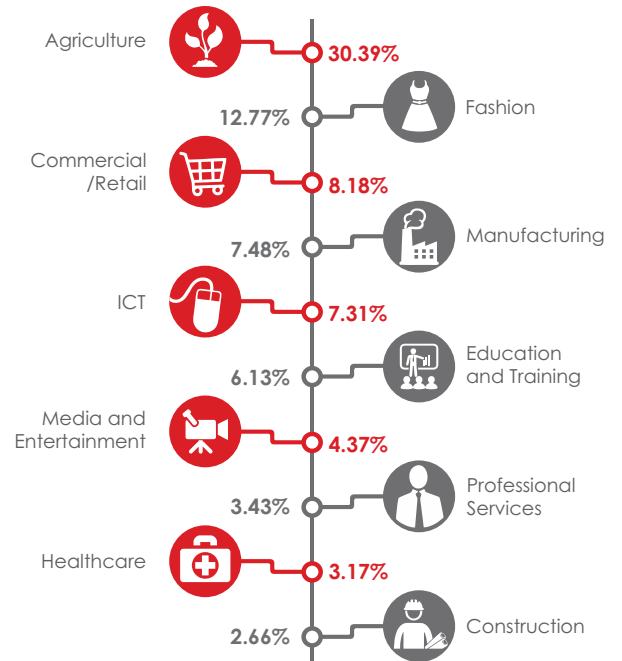 Agriculture
30.39%
12.77%
Fashion
Commercial
/Retail
8.18%
7.48%
Manufacturing
ICT
7.31%
6.13%
Education
and Training
Media and
Entertainment
4.37%
3.43%
Professional
Services
Healthcare
3.17%
2.66%
Construction